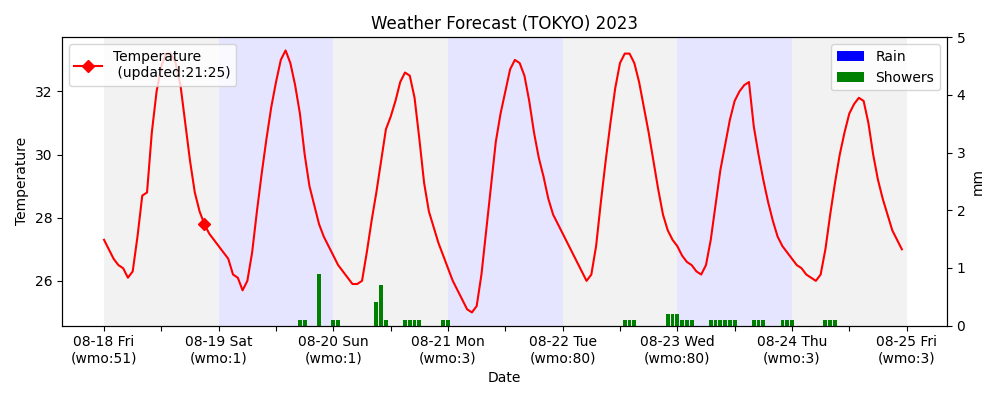 Weather Forecast (TOKYO) 2023
Temperature
(updated:21:25)
Rain
Showers
Temperature
32
30
28
26
5
4
3
2
1
0
mm
08-18 Fri
(wmo:51)
08-19 Sat
(wmo:1)
08-20 Sun
(wmo:1)
08-21 Mon
(wmo:3)
08-22 Tue
(wmo:80)
08-23 Wed
(wmo:80)
08-24 Thu
(wmo:3)
08-25 Fri
(wmo:3)
Date